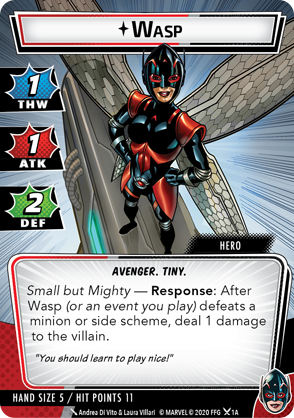 WASP
1
THW
1
ATK
2
DEF
HERO
AVENGER. TINY.
Small but Mighty — Response: After
Wasp (or an event you play) defeats a
minion or side scheme, deal 1 damage
to the villain.
"You should learn to play nice!"
HAND SIZE 5 / HIT POINTS 11
Andrea Di Vito & Laura Villari © MARVEL © 2020 FFG 1A